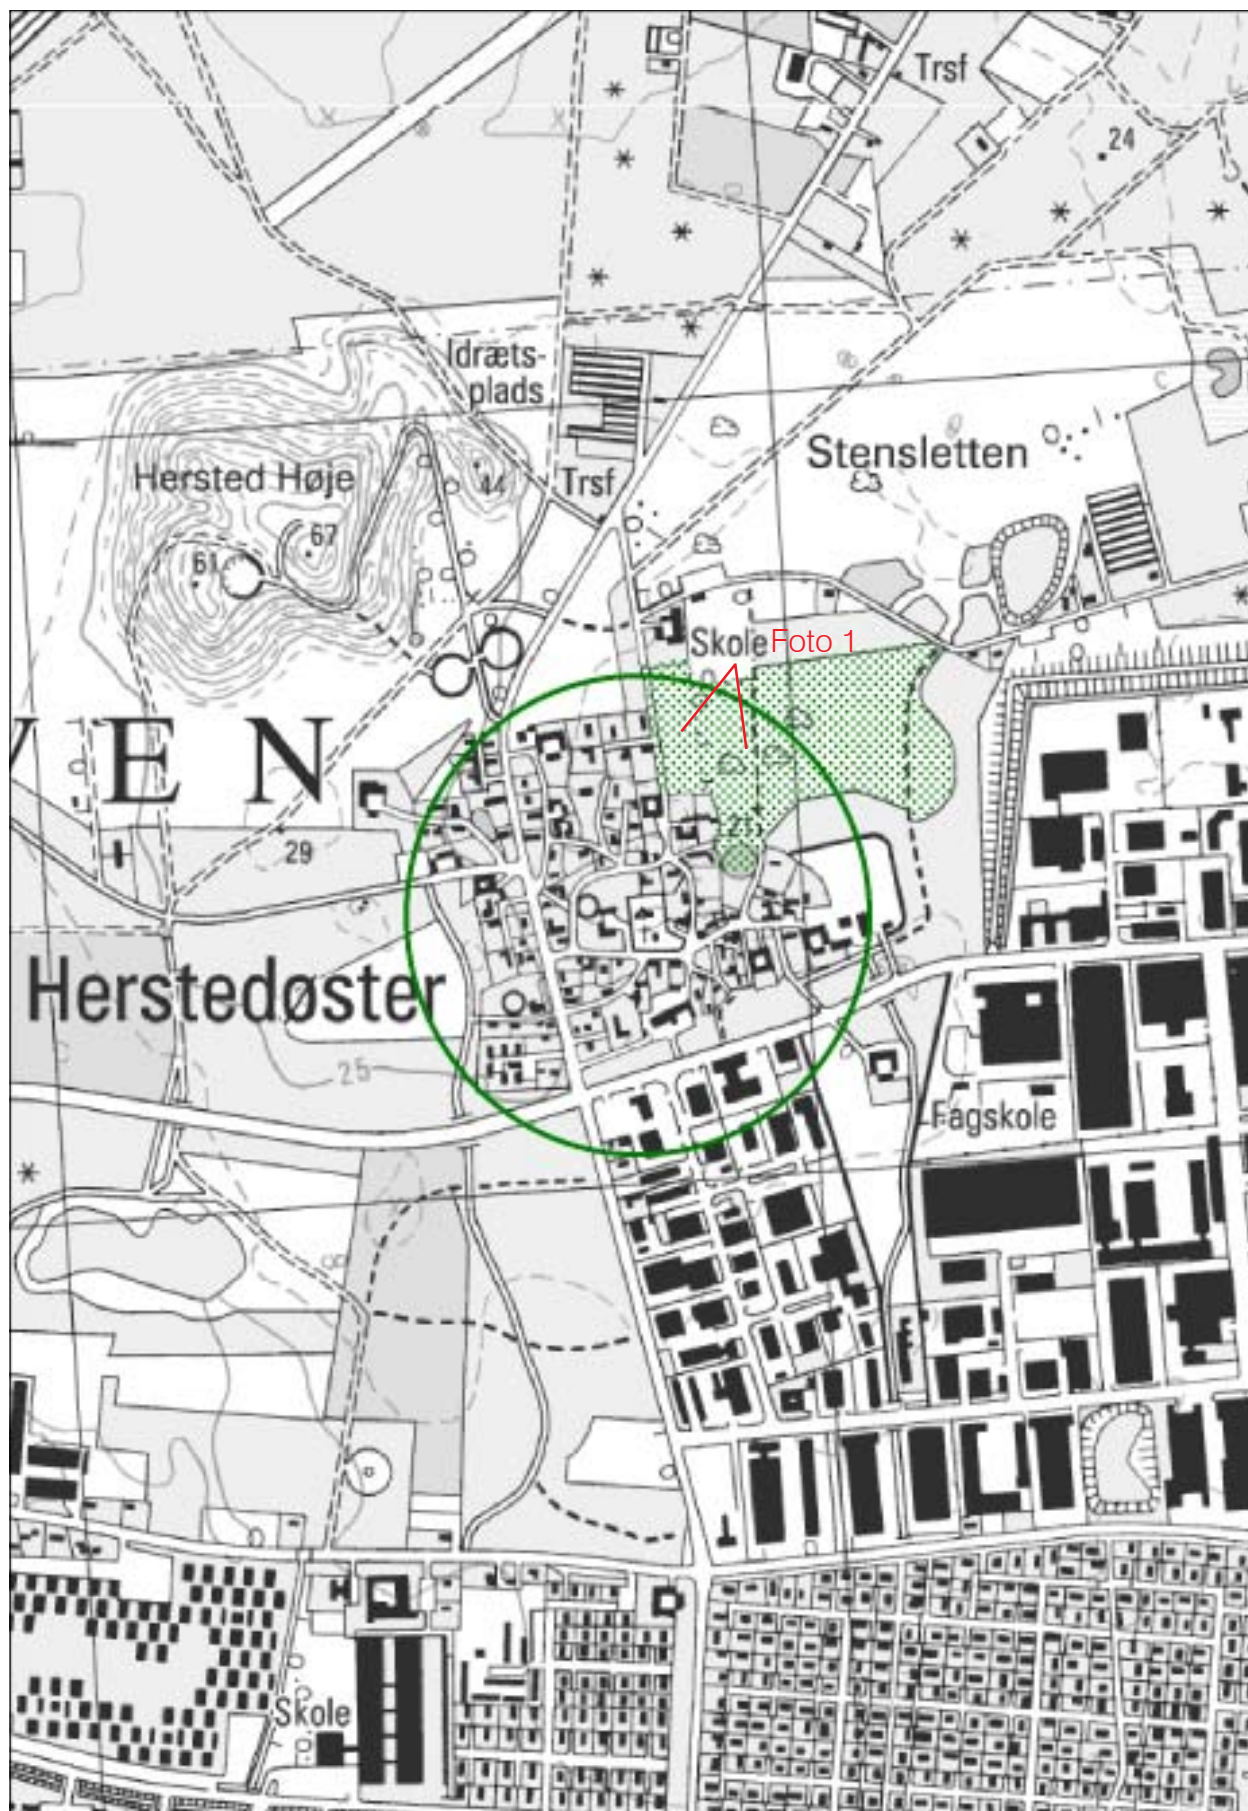 Trsf
24
Idræts-
plads
Stensletten
Hersted Høje
44
Trsf
67
61
Skole Foto 1
VEN
29
Herstedøster
25
Fagskole
Skole